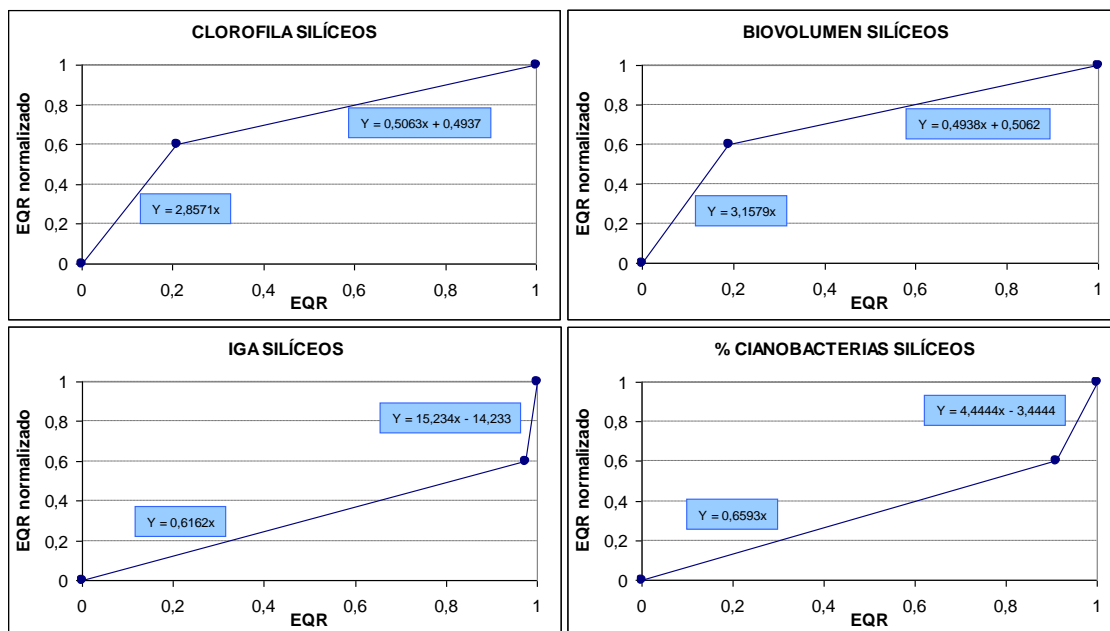 CLOROFILA SILÍCEOS
EQR normalizado
1
0,8
0,6
0,4
0,2
0
Y = 0,5063x + 0,4937
Y = 2,8571x
0 0,2 0,4 0,6 0,8 1
EQR
BIOVOLUMEN SILÍCEOS
EQR normalizado
1
0,8
0,6
0,4
0,2
0
Y = 0,4938x + 0,5062
Y = 3,1579x
0 0,2 0,4 0,6 0,8 1
EQR
IGA SILÍCEOS
EQR normalizado
1
0,8
0,6
0,4
0,2
0
Y = 15,234x - 14,233
Y = 0,6162x
0 0,2 0,4 0,6 0,8 1
EQR
% CIANOBACTERIAS SILÍCEOS
EQR normalizado
1
0,8
0,6
0,4
0,2
0
Y = 4,4444x - 3,4444
Y = 0,6593x
0 0,2 0,4 0,6 0,8 1
EQR